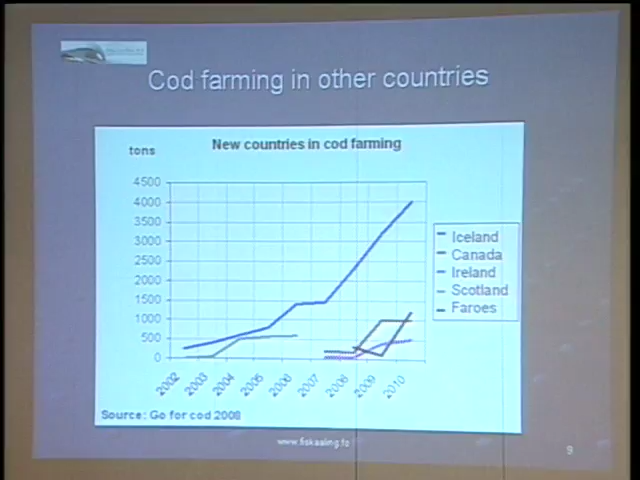 Cod farming in other countries
New countries in cod farming
tons
4500
4000
3500
3000
2500
2000
1500
1000
500
0
2002
2003
2004
2005
2006
2007
2008
2009
2010
Iceland
Canada
Ireland
Scotland
Faroes
Source: Go for cod 2008
www.fiskaaling.fo
9